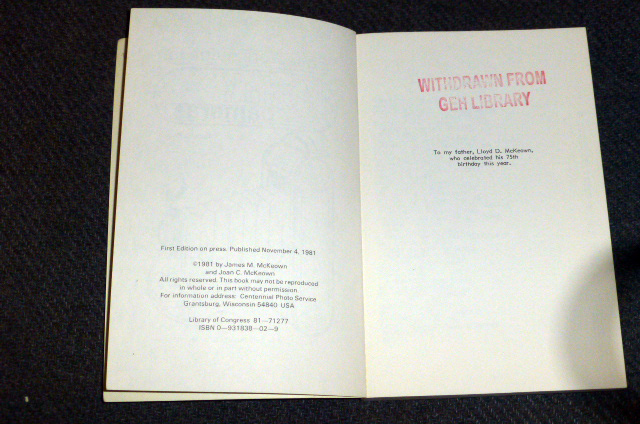 First Edition on press. Published November 4, 1981
©1981 by James M. McKeown
and Joan C. McKeown
All rights reserved. This book may not be reproduced
in whole or in part without permission.
For information address: Centennial Photo Service
Grantsburg, Wisconsin 54840 USA
Library of Congress 81—71277
ISBN 0—931838—02—9
WITHDRAWN FROM
GEH LIBRARY
To my father, Lloyd D. McKeown,
who celebrated his 75th
birthday this year.